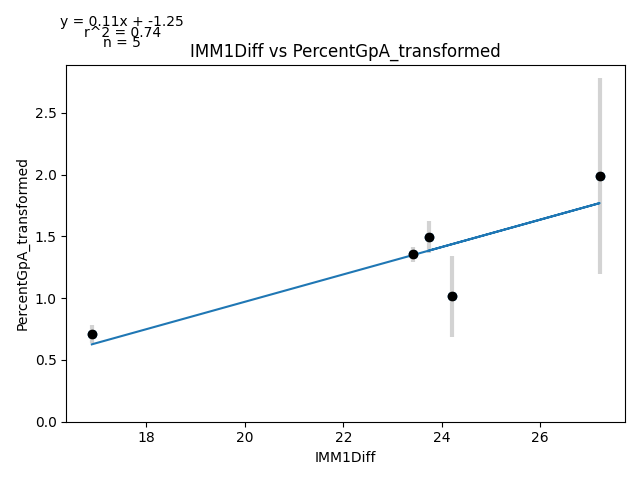 y = 0.11x + -1.25
r^2 = 0.74
n = 5
IMM1Diff vs PercentGpA_transformed
PercentGpA_transformed
2.5
2.0
1.5
1.0
0.5
0.0
18 20 22 24 26
IMM1Diff